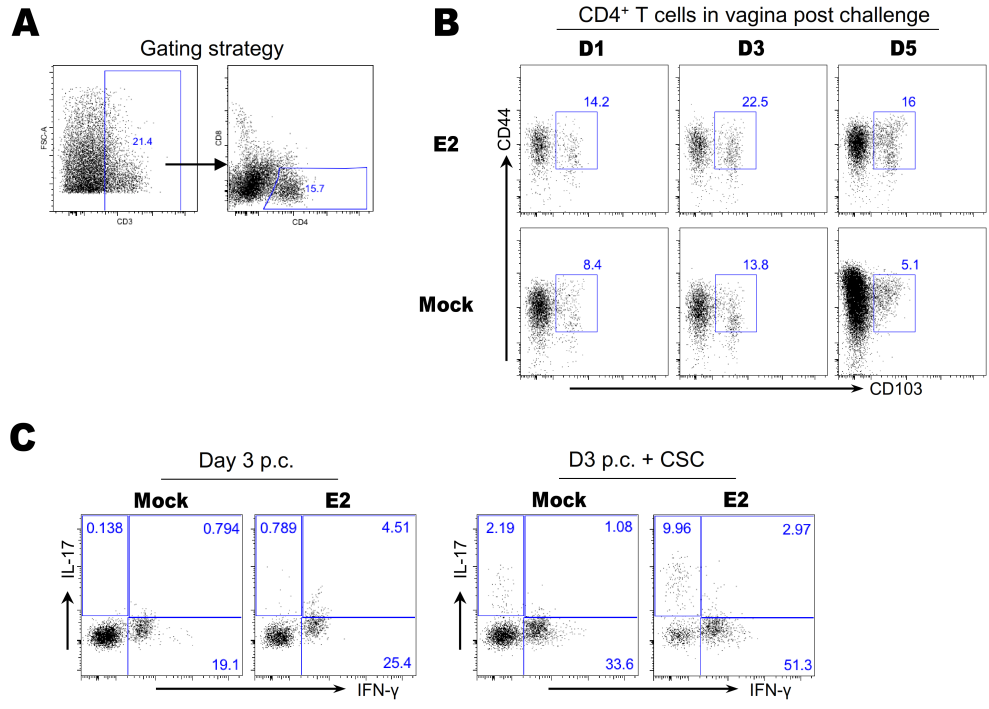 A
Gating strategy
FSC-A
21.4
CD3
CD8
15.7
CD4
B
CD4⁺ T cells in vagina post challenge
D1
D3
D5
E2
CD44
14.2
22.5
16
Mock
8.4
13.8
5.1
CD103
C
Day 3 p.c.
Mock
E2
IL-17
0.138
0.794
0.789
4.51
19.1
25.4
IFN-γ
D3 p.c. + CSC
Mock
E2
IL-17
2.19
1.08
9.96
2.97
33.6
51.3
IFN-γ